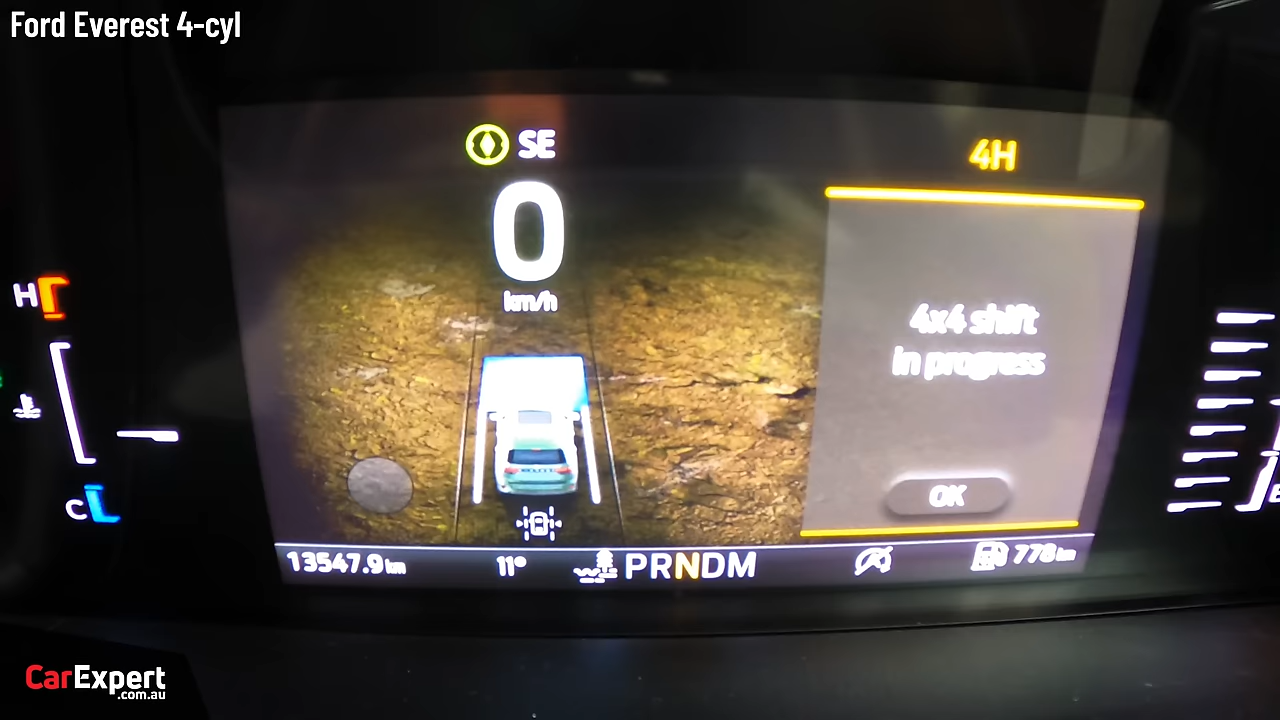 Ford Everest 4-cyl
SE
4H
0
km/h
H
4x4 shift
in progress
C
OK
13547.9 km
11°
PRNDM
778 km
CarExpert
.com.au